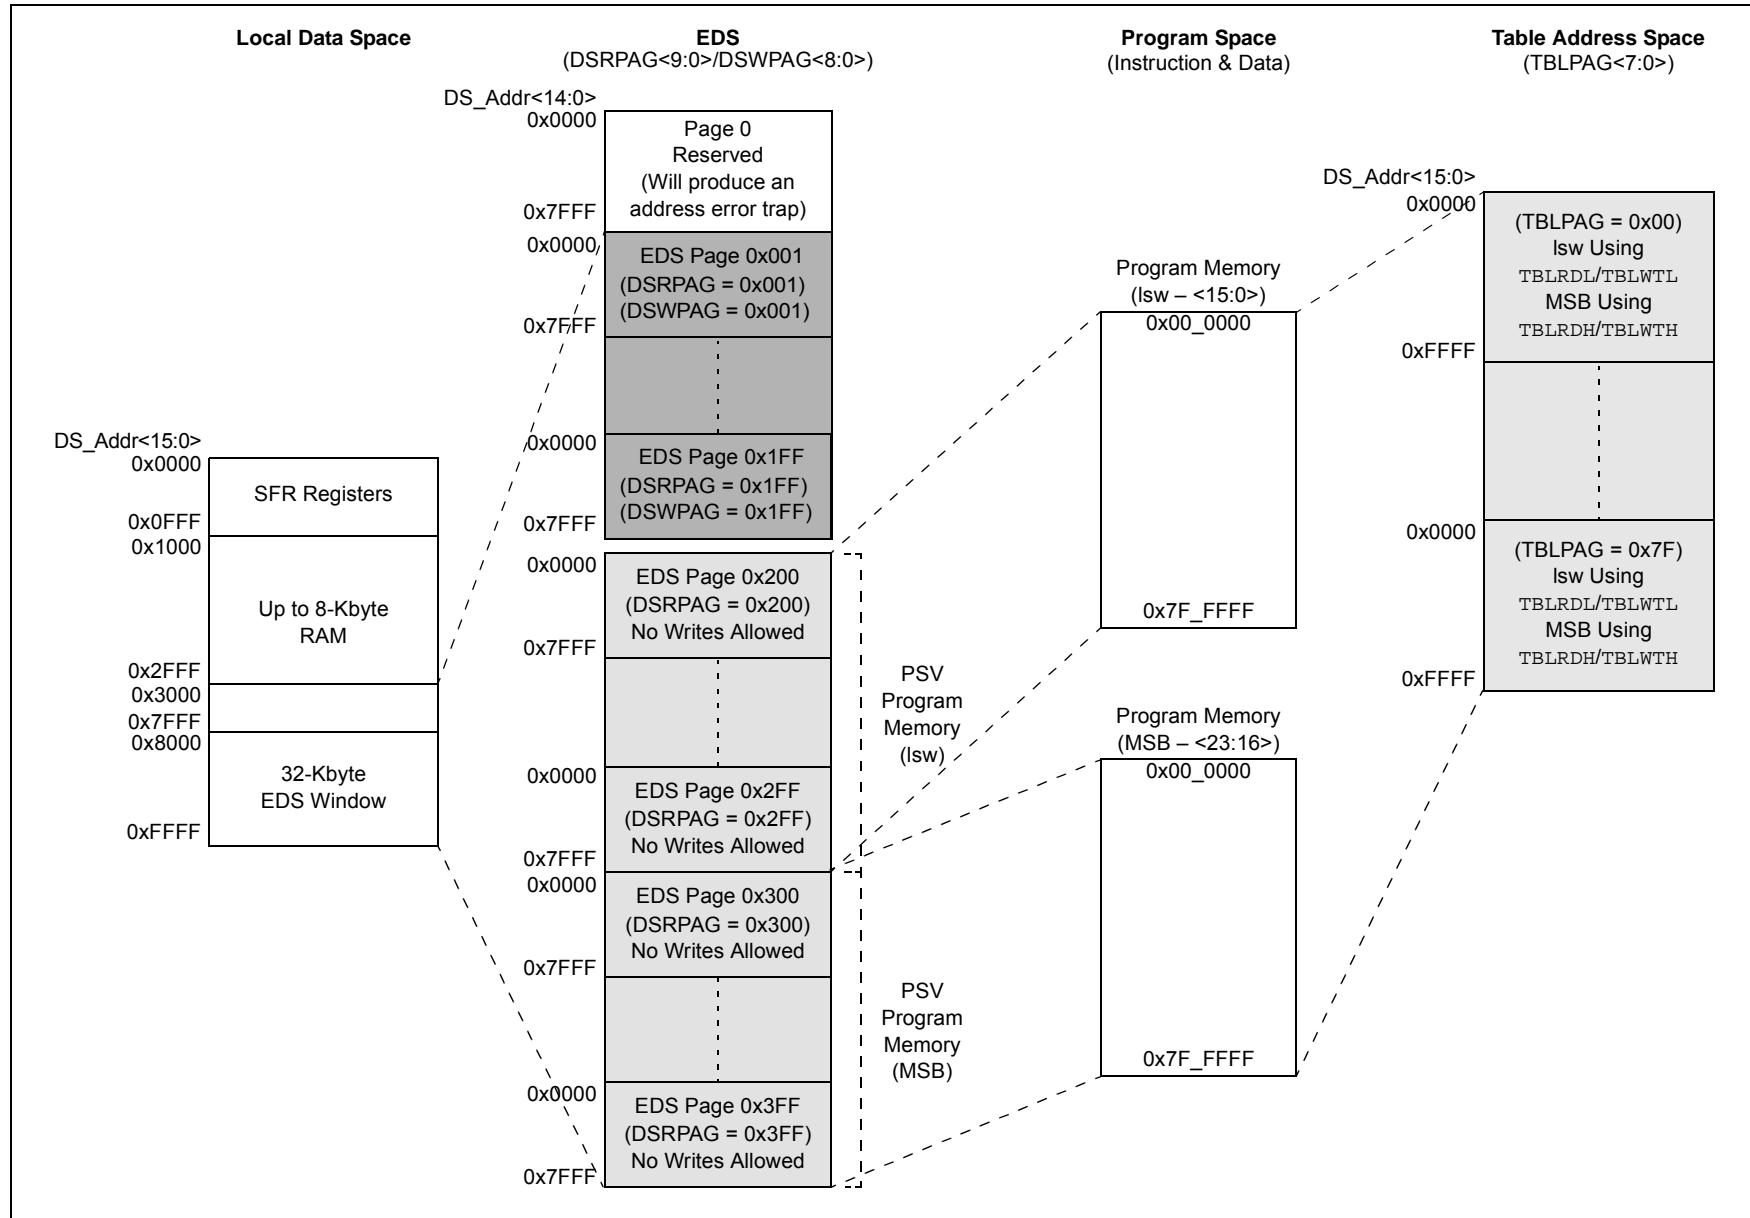 Local Data Space
DS_Addr<15:0>
0x0000
SFR Registers
0x0FFF
0x1000
Up to 8-Kbyte
RAM
0x2FFF
0x3000
0x7FFF
0x8000
32-Kbyte
EDS Window
0xFFFF
EDS
(DSRPAG<9:0>/DSWPAG<8:0>)
DS_Addr<14:0>
0x0000
Page 0
Reserved
(Will produce an
address error trap)
0x7FFF
0x0000
EDS Page 0x001
(DSRPAG = 0x001)
(DSWPAG = 0x001)
0x7FFF
0x0000
EDS Page 0x1FF
(DSRPAG = 0x1FF)
(DSWPAG = 0x1FF)
0x7FFF
0x0000
EDS Page 0x200
(DSRPAG = 0x200)
No Writes Allowed
0x7FFF
PSV
Program
Memory
(lsw)
0x0000
EDS Page 0x2FF
(DSRPAG = 0x2FF)
No Writes Allowed
0x7FFF
0x0000
EDS Page 0x300
(DSRPAG = 0x300)
No Writes Allowed
0x7FFF
PSV
Program
Memory
(MSB)
0x0000
EDS Page 0x3FF
(DSRPAG = 0x3FF)
No Writes Allowed
0x7FFF
Program Space
(Instruction & Data)
Program Memory
(lsw – <15:0>)
0x00_0000
0x7F_FFFF
Program Memory
(MSB – <23:16>)
0x00_0000
0x7F_FFFF
Table Address Space
(TBLPAG<7:0>)
DS_Addr<15:0>
0x0000
(TBLPAG = 0x00)
lsw Using
TBLRDL/TBLWTL
MSB Using
TBLRDH/TBLWTH
0xFFFF
0x0000
(TBLPAG = 0x7F)
lsw Using
TBLRDL/TBLWTL
MSB Using
TBLRDH/TBLWTH
0xFFFF